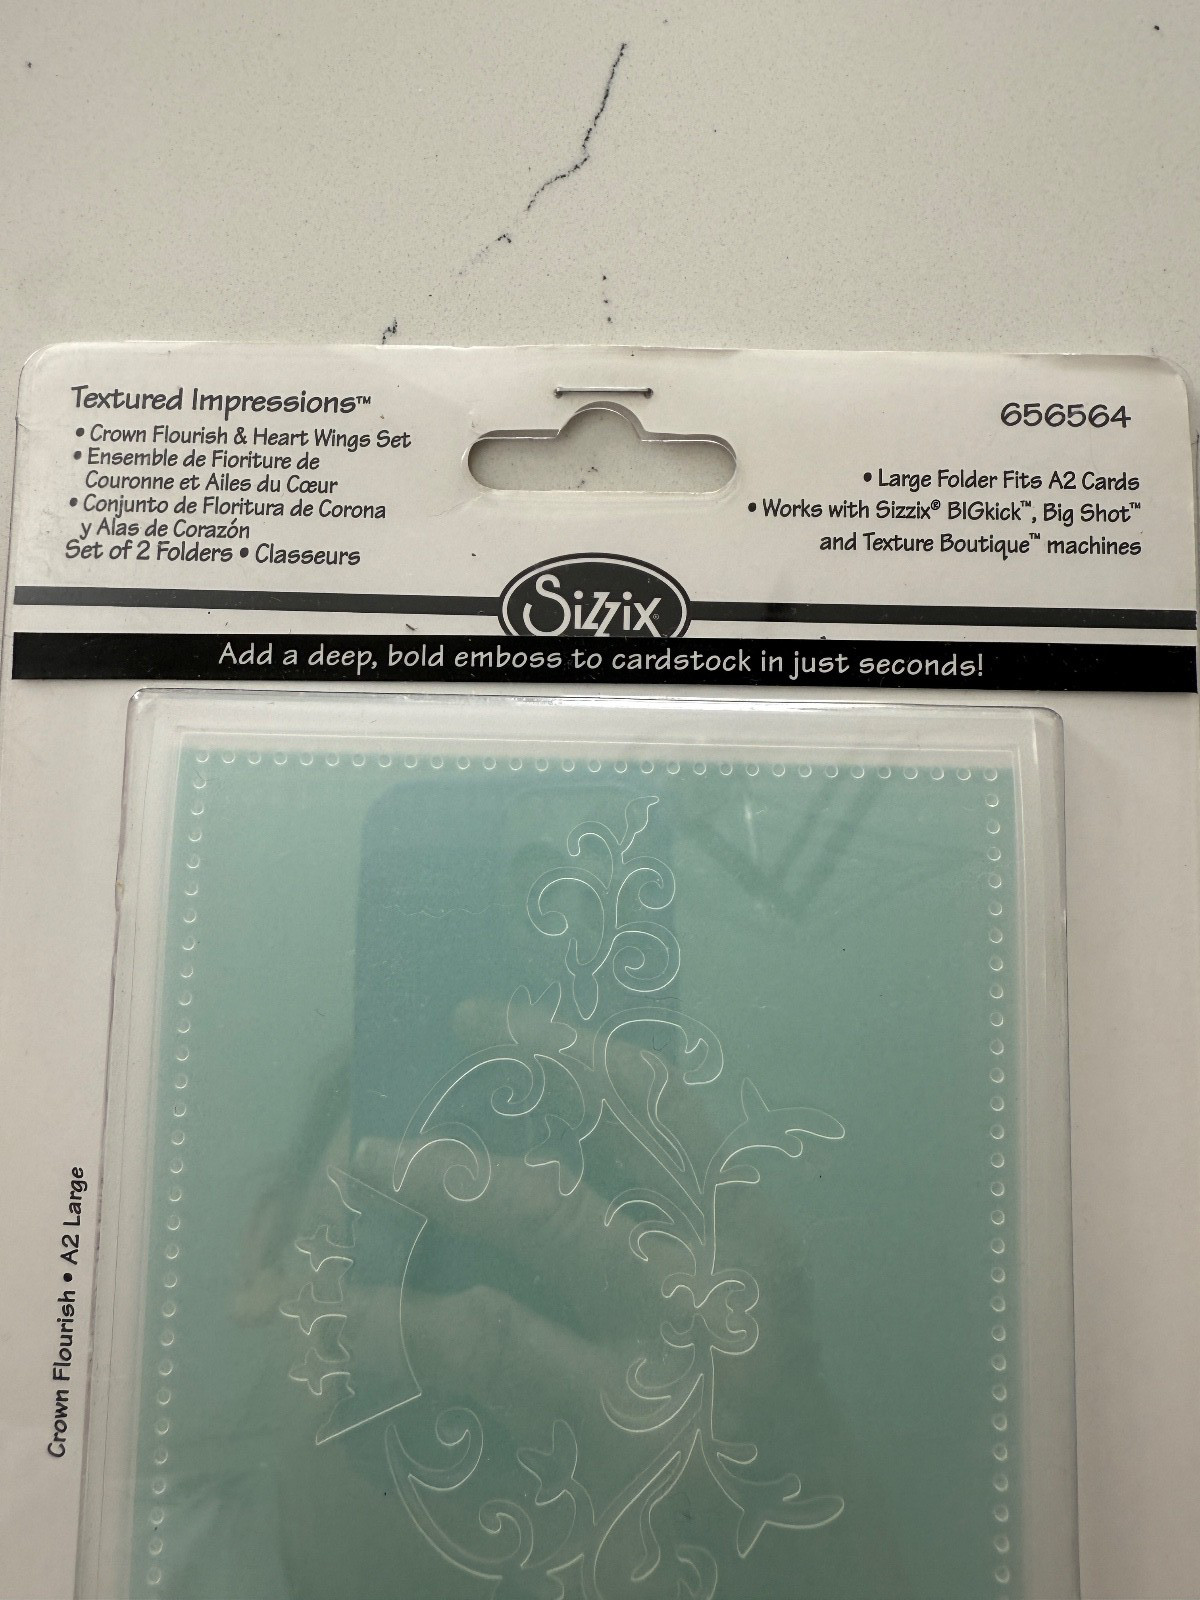 Textured Impressions™
• Crown Flourish & Heart Wings Set
• Ensemble de Fioriture de
Couronne et Ailes du Cœur
• Conjunto de Floritura de Corona
y Alas de Corazón
Set of 2 Folders • Classeurs
656564
• Large Folder Fits A2 Cards
• Works with Sizzix® BIGkick™, Big Shot™
and Texture Boutique™ machines
Sizzix®
Add a deep, bold emboss to cardstock in just seconds!
Crown Flourish • A2 Large